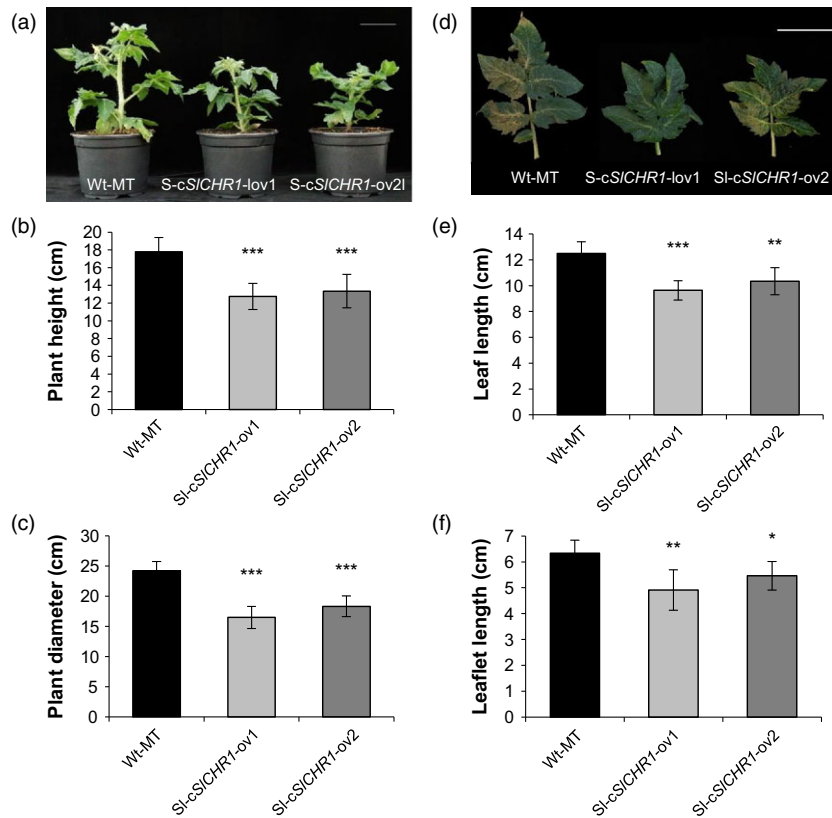 (a)
Wt-MT
S-cSlCHR1-lov1
S-cSlCHR1-ov2l
(d)
Wt-MT
S-cSlCHR1-lov1
Sl-cSlCHR1-ov2
(b)
Plant height (cm)
20
18
16
14
12
10
8
6
4
2
0
***
***
Wt-MT
Sl-cSlCHR1-ov1
Sl-cSlCHR1-ov2
(e)
Leaf length (cm)
14
12
10
8
6
4
2
0
***
**
Wt-MT
Sl-cSlCHR1-ov1
Sl-cSlCHR1-ov2
(c)
Plant diameter (cm)
30
25
20
15
10
5
0
***
***
Wt-MT
Sl-cSlCHR1-ov1
Sl-cSlCHR1-ov2
(f)
Leaflet length (cm)
7
6
5
4
3
2
1
0
**
*
Wt-MT
Sl-cSlCHR1-ov1
Sl-cSlCHR1-ov2